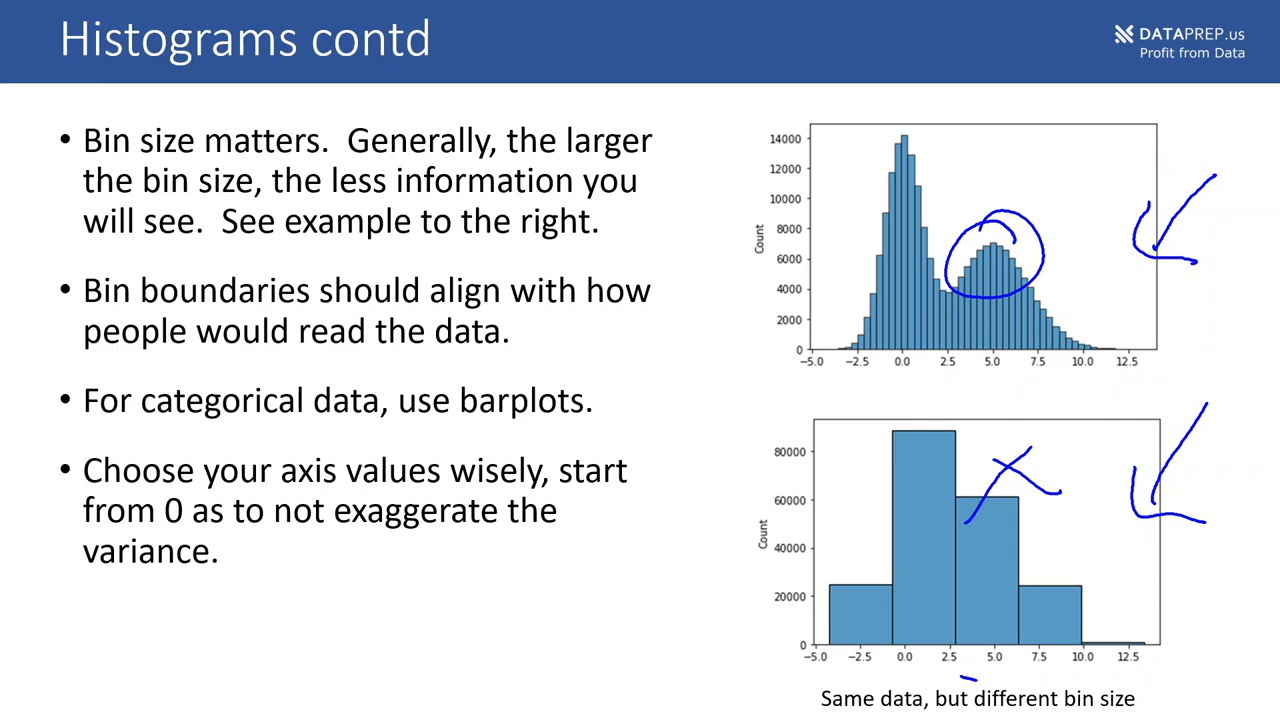 Histograms contd
DATAPREP.us
Profit from Data
• Bin size matters.  Generally, the larger
the bin size, the less information you
will see.  See example to the right.
• Bin boundaries should align with how
people would read the data.
• For categorical data, use barplots.
• Choose your axis values wisely, start
from 0 as to not exaggerate the
variance.
14000
12000
10000
8000
6000
4000
2000
0
Count
−5.0 −2.5 0.0 2.5 5.0 7.5 10.0 12.5
80000
60000
40000
20000
0
Count
−5.0 −2.5 0.0 2.5 5.0 7.5 10.0 12.5
Same data, but different bin size